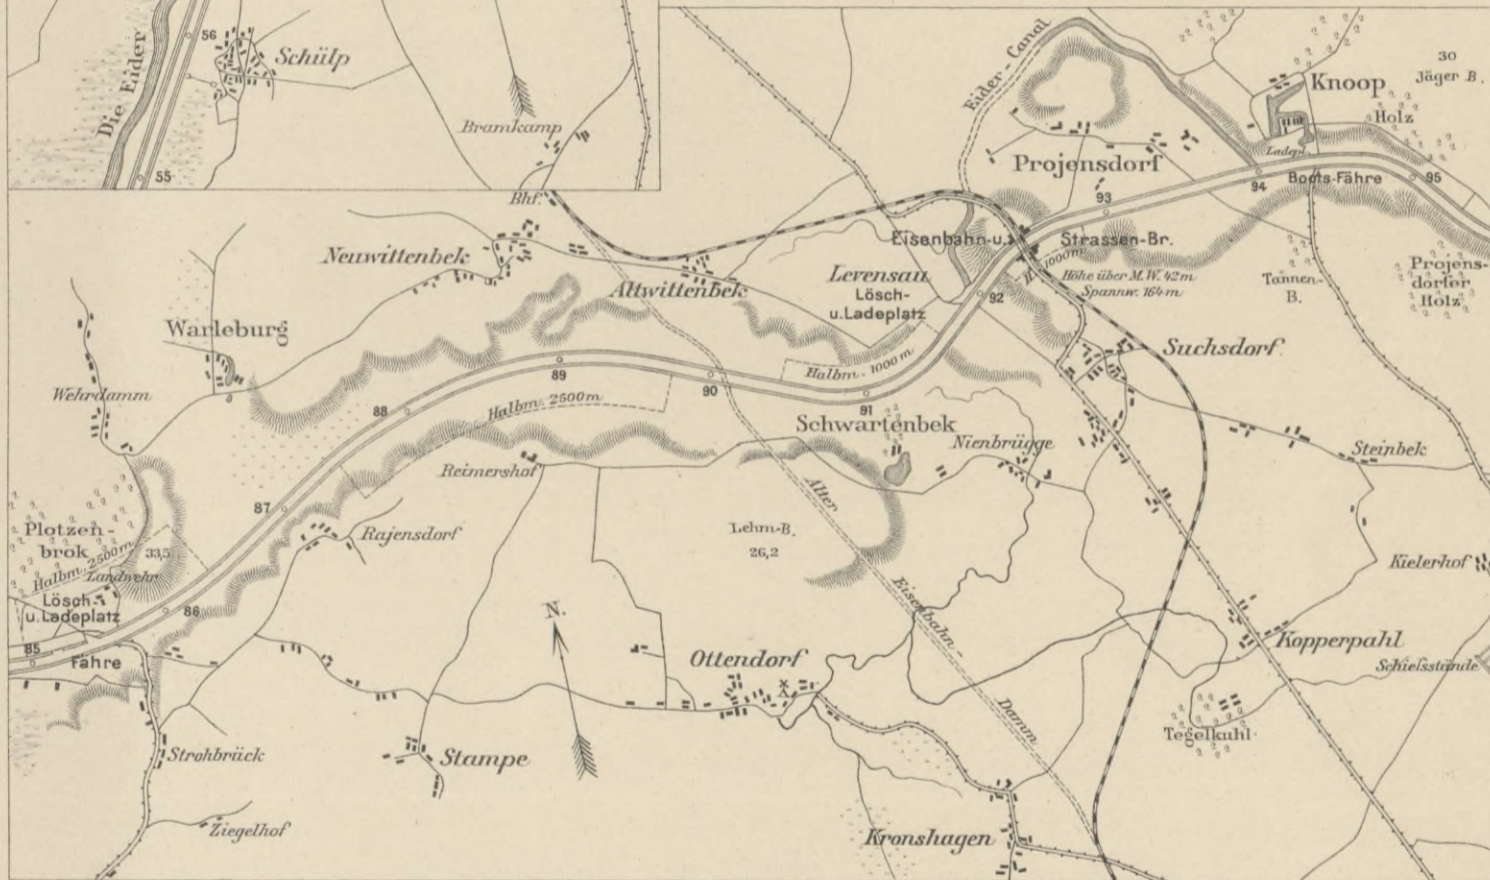 56
Schülp
Die Eider
55
Bramkamp
Eider-Canal
30
Jäger B.
Knoop
Holz
Ladepl.
Projensdorf
94
Boots-Fähre
95
93
Bhf.
Neuwittenbek
Altwittenbek
Eisenbahn-u.
Strassen-Br.
Levensau
Lösch-
u.Ladeplatz
92
H. 1000m
Höhe über M.W. 42m
Spannw. 164m
Tannen-
B.
Projens-
dorfer
Holz
Warleburg
Suchsdorf
Wehrdamm
89
88
90
Halbm. 1000 m
91
Halbm. 2500m
Schwartenbek
Nienbrügge
Steinbek
Reimershof
87
Alter
Eisenbahn-
Damm
Lehm-B.
26,2
Rajensdorf
Plotzen-
brok
33,5
Halbm. 2500m.
Landwehr
Lösch-
u.Ladeplatz
86
85
Fähre
Kielerhof
N.
Ottendorf
Kopperpahl
Schiefsstände
Strohbrück
Stampe
Tegelkuhl
Ziegelhof
Kronshagen